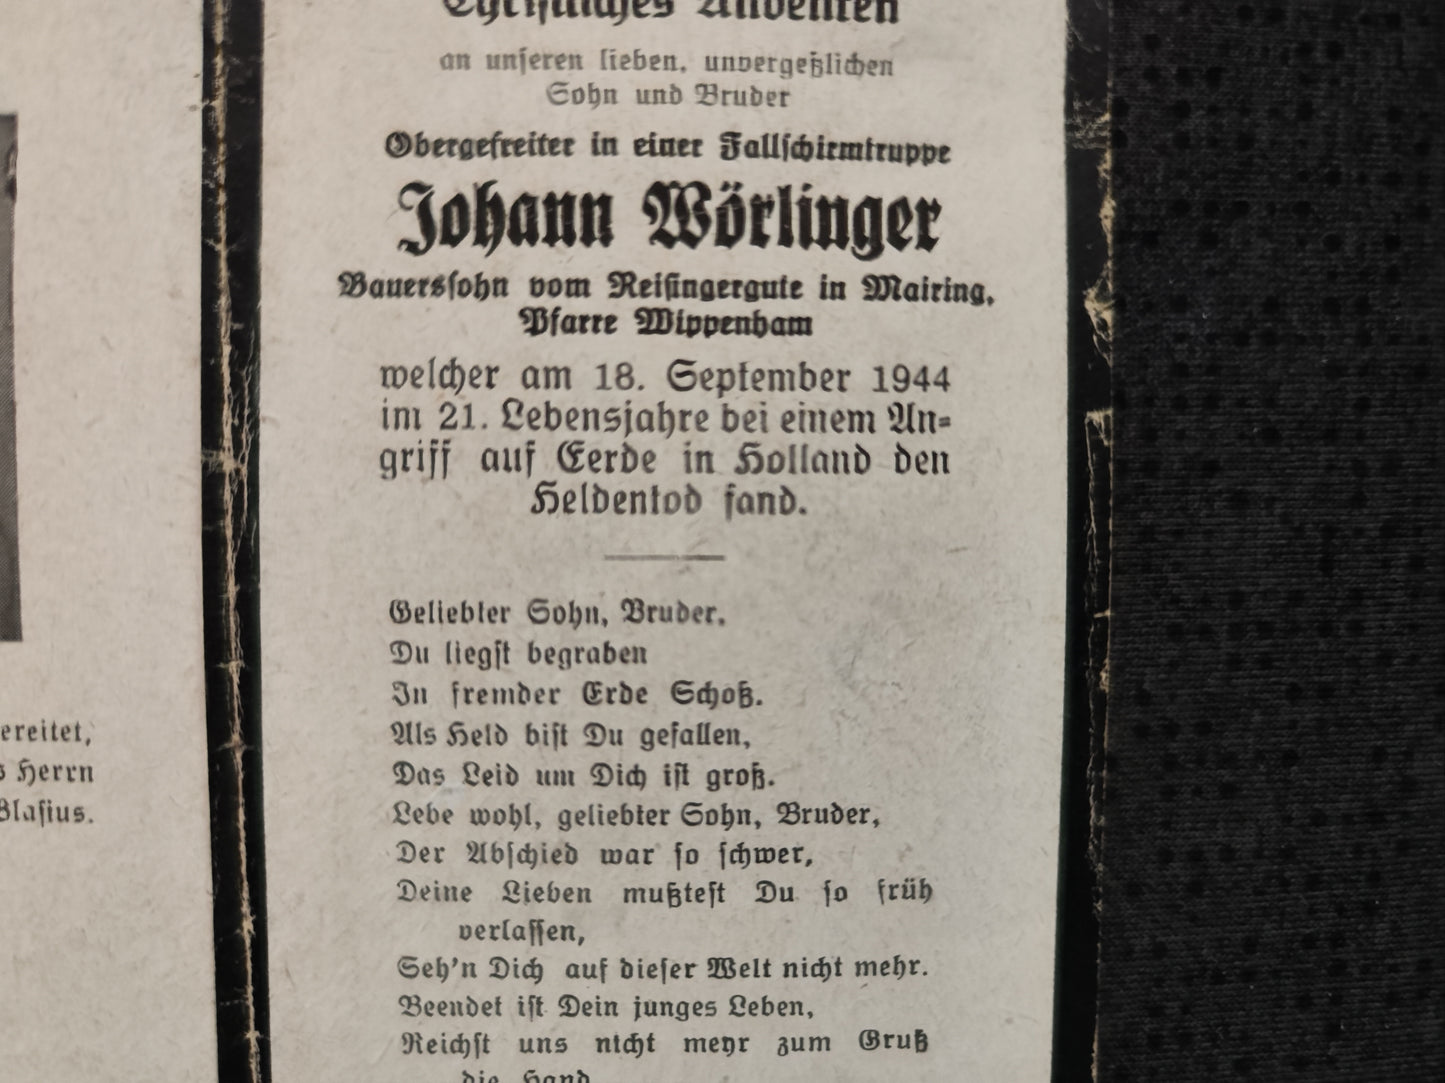 ereitet,
s Herrn
Blasius.
Christliches Andenken
an unseren lieben, unvergeßlichen
Sohn und Bruder
Obergefreiter in einer Fallschirmtruppe
Johann Wörlinger
Bauerssohn vom Reisingergute in Mairing,
Pfarre Wippenham
welcher am 18. September 1944
im 21. Lebensjahre bei einem An-
griff auf Eerde in Holland den
Heldentod fand.
Geliebter Sohn, Bruder,
Du liegst begraben
In fremder Erde Schoß.
Als Held bist Du gefallen,
Das Leid um Dich ist groß.
Lebe wohl, geliebter Sohn, Bruder,
Der Abschied war so schwer,
Deine Lieben mußtest Du so früh
verlassen,
Seh'n Dich auf dieser Welt nicht mehr.
Beendet ist Dein junges Leben,
Reichst uns nicht mehr zum Gruß
die Hand